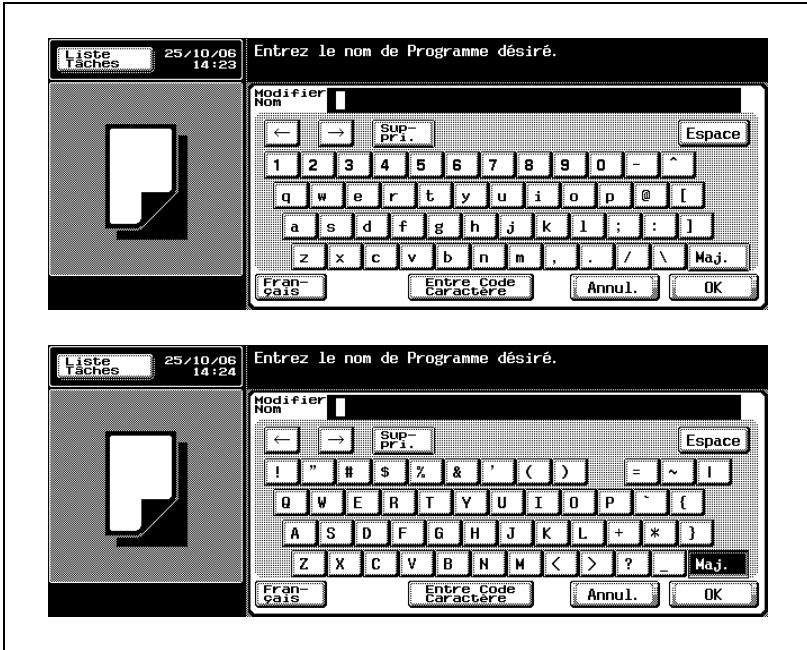 Liste
Tâches
25/10/06
14:23
Entrez le nom de Programme désiré.
Modifier
Nom
← → Sup-
pri. Espace
1 2 3 4 5 6 7 8 9 0 - ^
q w e r t y u i o p @ [
a s d f g h j k l ; : ]
z x c v b n m , . / \ Maj.
Fran-
çais
Entre Code
Caractère
Annul. OK
Liste
Tâches
25/10/06
14:24
Entrez le nom de Programme désiré.
Modifier
Nom
← → Sup-
pri. Espace
! " # $ % & ' ( ) = ~ |
Q W E R T Y U I O P ` {
A S D F G H J K L + * }
Z X C V B N M < > ? _ Maj.
Fran-
çais
Entre Code
Caractère
Annul. OK